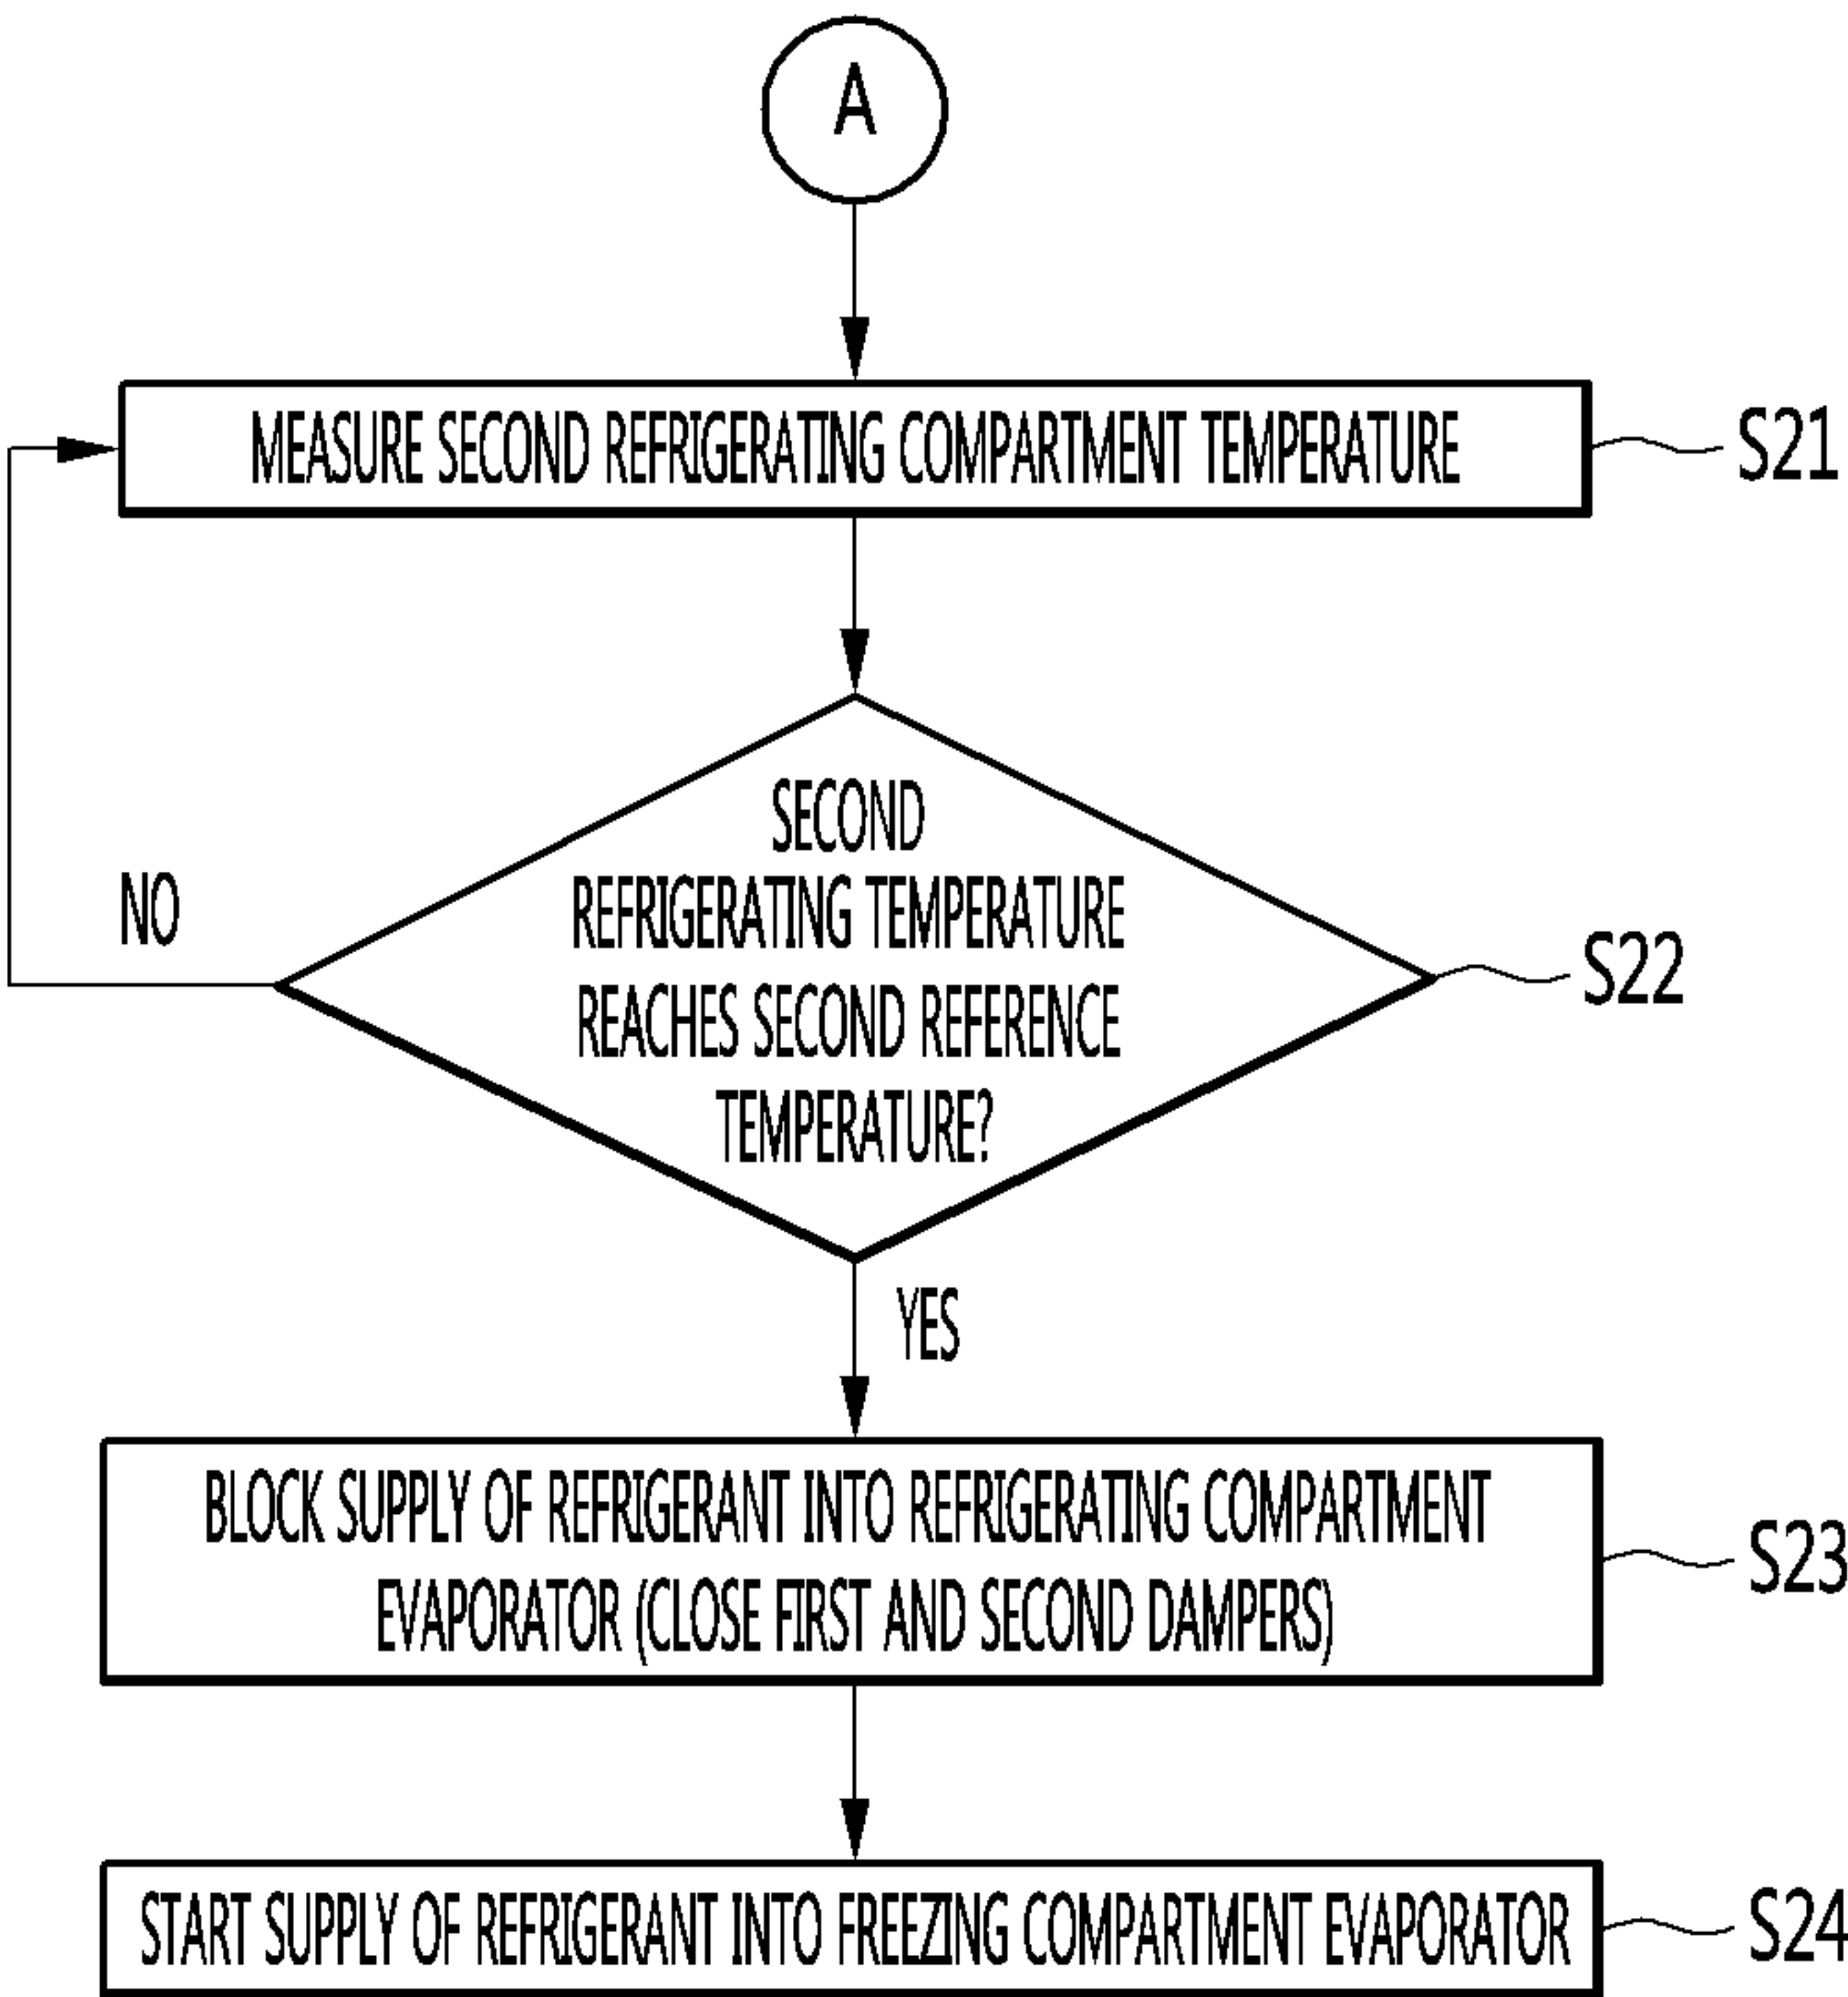 A
MEASURE SECOND REFRIGERATING COMPARTMENT TEMPERATURE
S21
SECOND
REFRIGERATING TEMPERATURE
REACHES SECOND REFERENCE
TEMPERATURE?
NO
S22
YES
BLOCK SUPPLY OF REFRIGERANT INTO REFRIGERATING COMPARTMENT
EVAPORATOR (CLOSE FIRST AND SECOND DAMPERS)
S23
START SUPPLY OF REFRIGERANT INTO FREEZING COMPARTMENT EVAPORATOR
S24